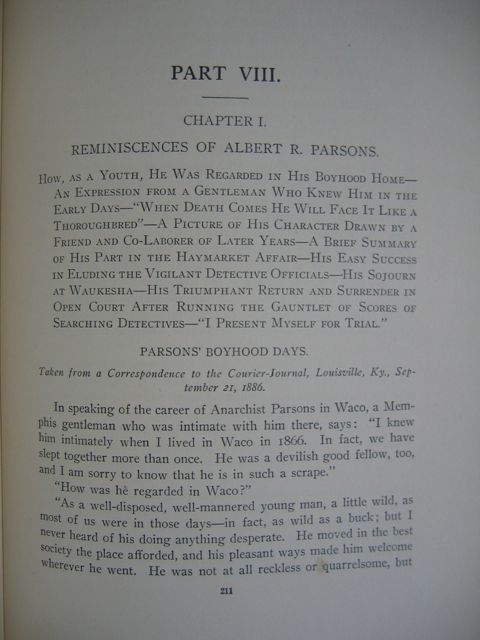 PART VIII.
CHAPTER I.
REMINISCENCES OF ALBERT R. PARSONS.
How, as a Youth, He Was Regarded in His Boyhood Home—
An Expression from a Gentleman Who Knew Him in the
Early Days—"When Death Comes He Will Face It Like a
Thoroughbred"—A Picture of His Character Drawn by a
Friend and Co-Laborer of Later Years—A Brief Summary
of His Part in the Haymarket Affair—His Easy Success
in Eluding the Vigilant Detective Officials—His Sojourn
at Waukesha—His Triumphant Return and Surrender in
Open Court After Running the Gauntlet of Scores of
Searching Detectives—"I Present Myself for Trial."
PARSONS' BOYHOOD DAYS.
Taken from a Correspondence to the Courier-Journal, Louisville, Ky., Sep-
tember 21, 1886.
In speaking of the career of Anarchist Parsons in Waco, a Mem-
phis gentleman who was intimate with him there, says: "I knew
him intimately when I lived in Waco in 1866. In fact, we have
slept together more than once. He was a devilish good fellow, too,
and I am sorry to know that he is in such a scrape."
"How was he regarded in Waco?"
"As a well-disposed, well-mannered young man, a little wild, as
most of us were in those days—in fact, as wild as a buck; but I
never heard of his doing anything desperate. He moved in the best
society the place afforded, and his pleasant ways made him welcome
wherever he went. He was not at all reckless or quarrelsome, but
211